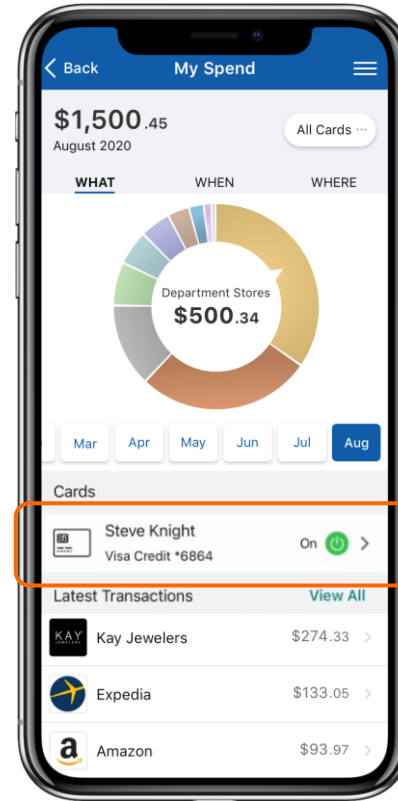 Back My Spend
$1,500.45
August 2020
All Cards ···
WHAT WHEN WHERE
Department Stores
$500.34
Mar Apr May Jun Jul Aug
Cards
Steve Knight
Visa Credit *6864
On
Latest Transactions View All
KAY
JEWELERS
Kay Jewelers $274.33
Expedia $133.05
a
Amazon $93.97